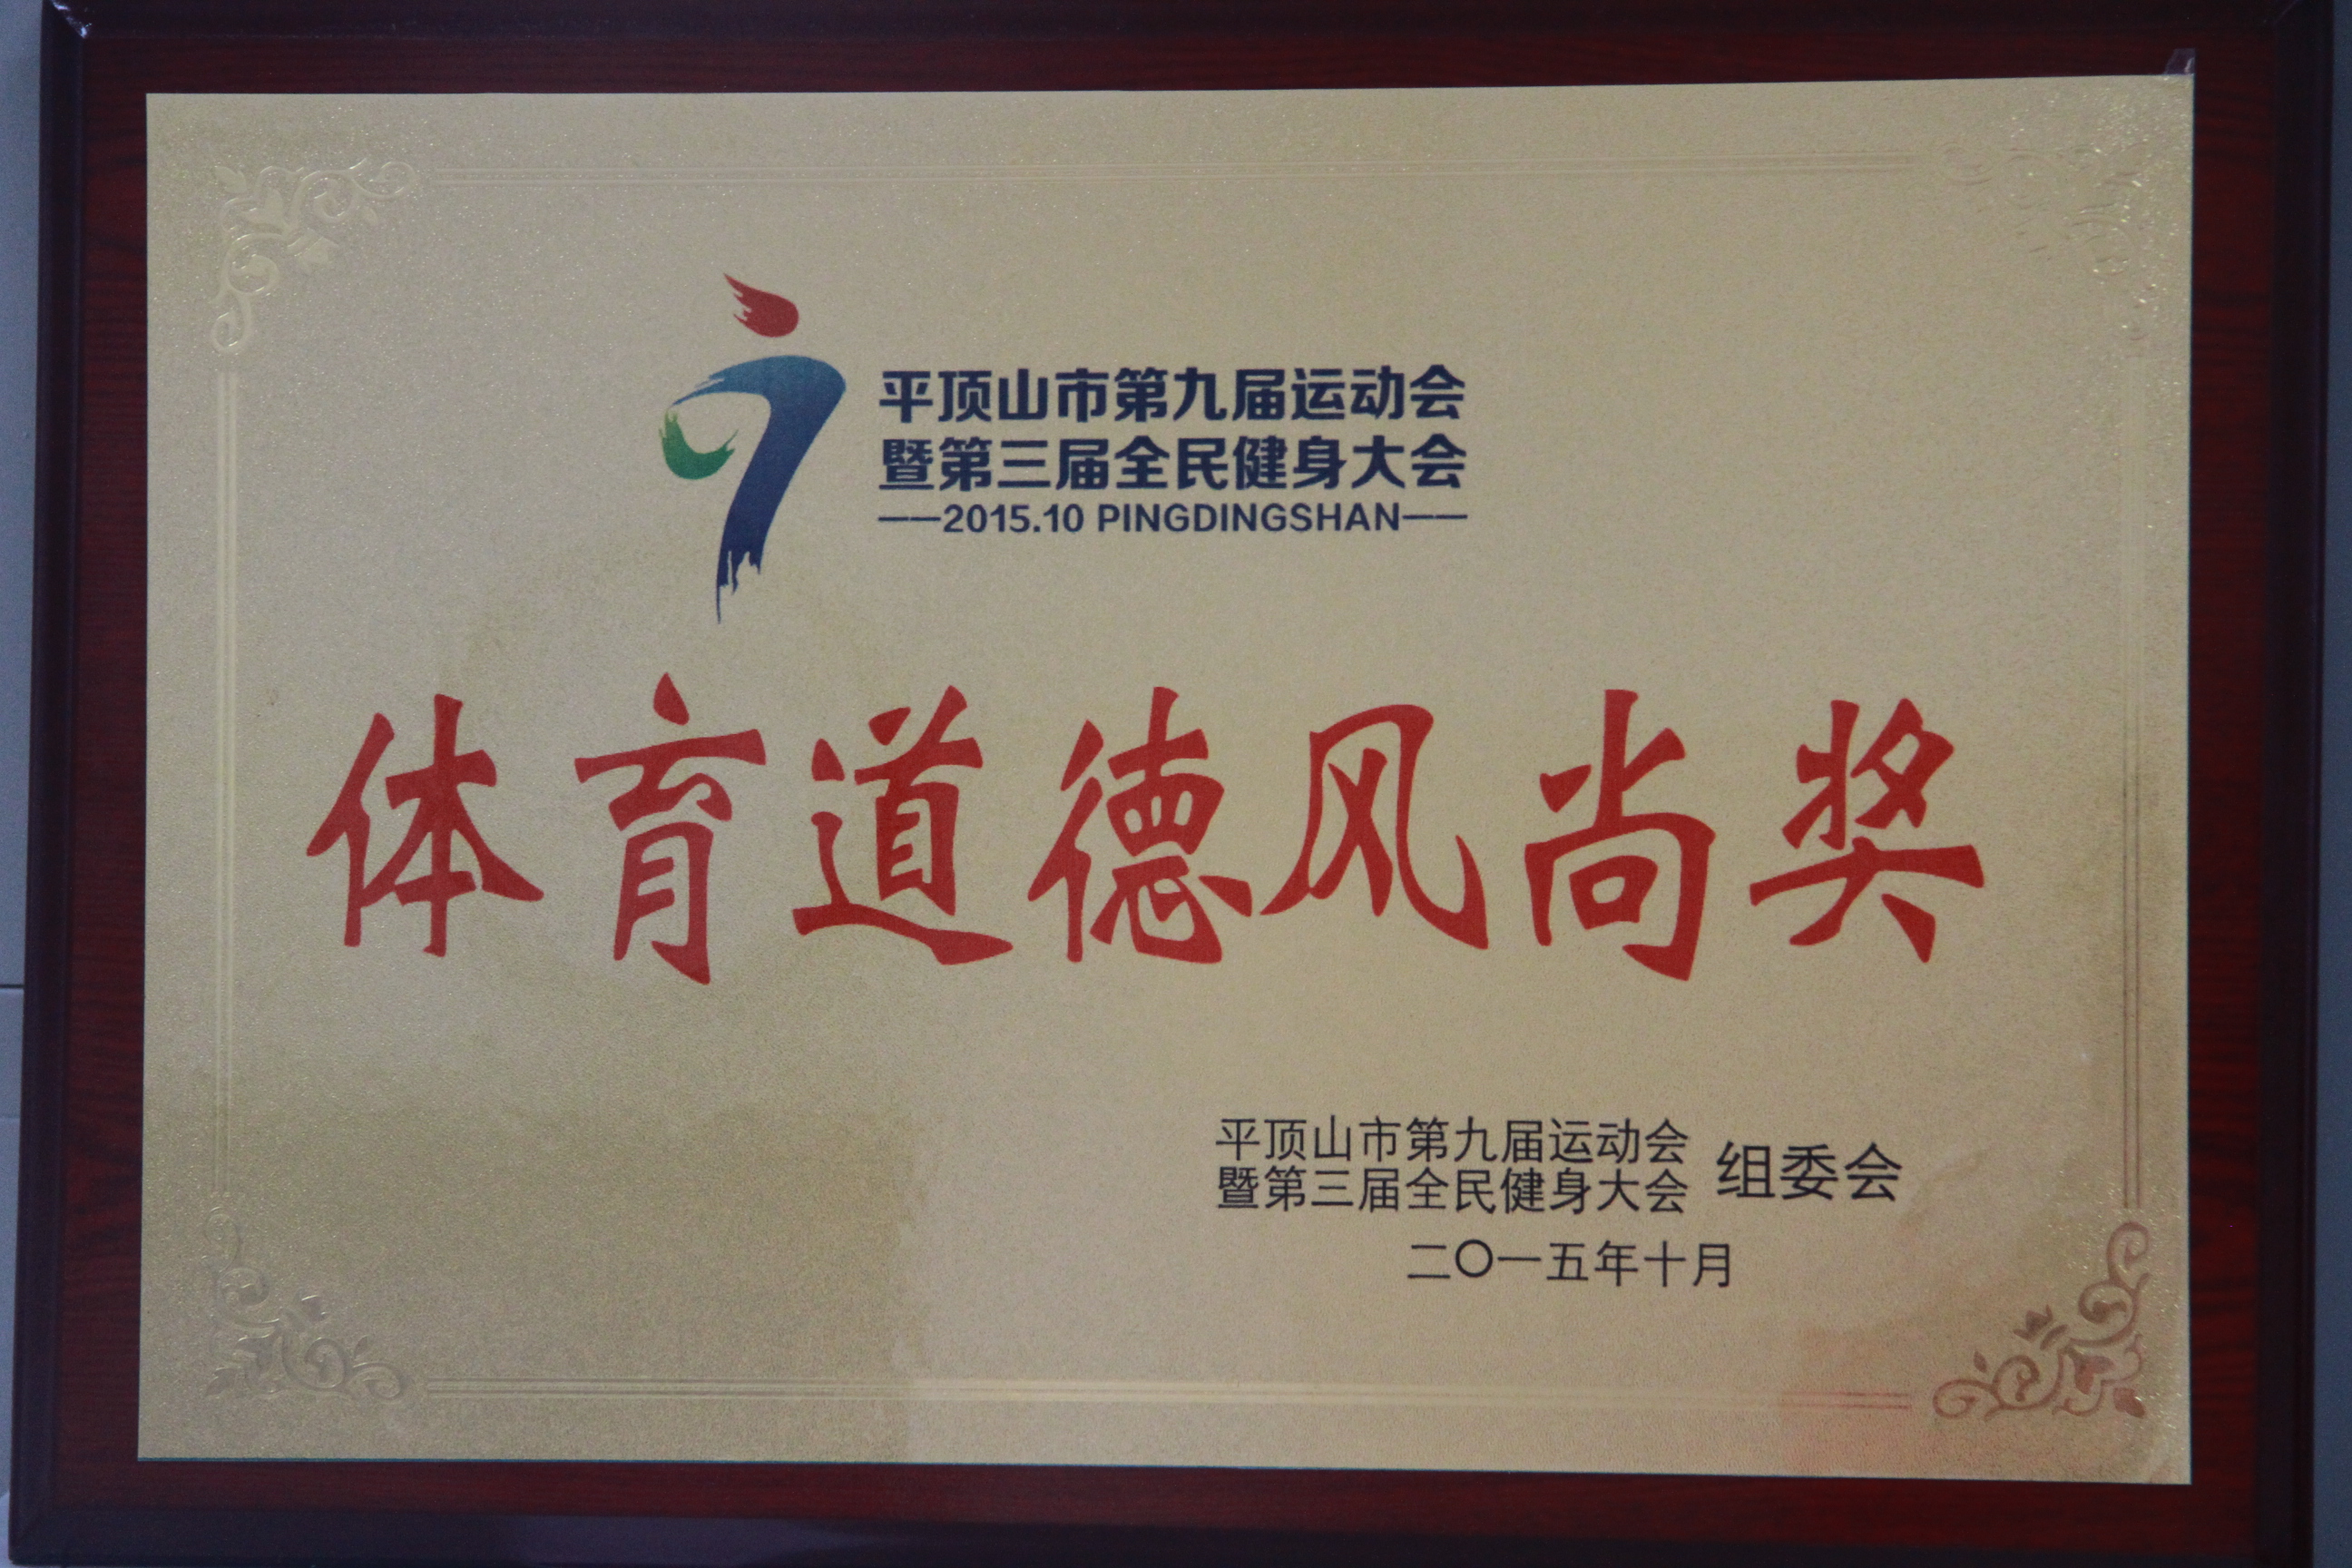 平顶山市第九届运动会
暨第三届全民健身大会
——2015.10 PINGDINGSHAN——
体育道德风尚奖
平顶山市第九届运动会
暨第三届全民健身大会 组委会
二〇一五年十月